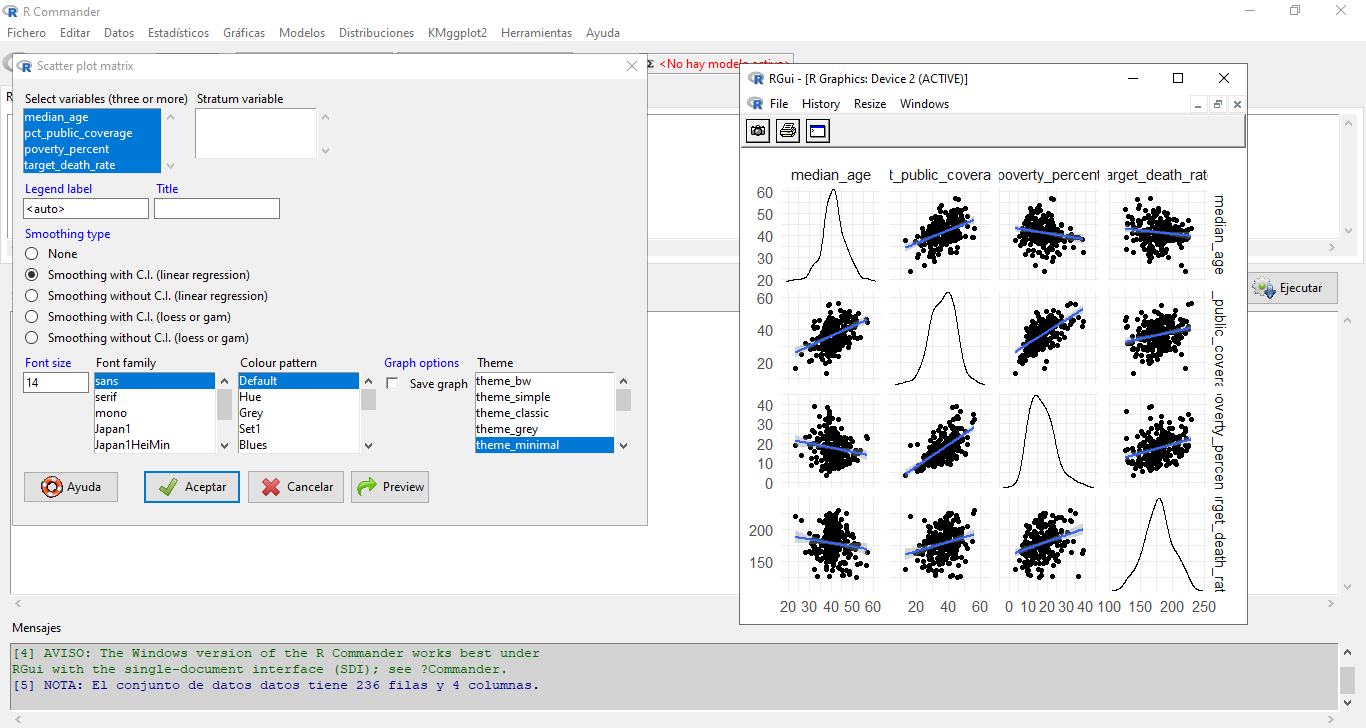 R Commander
Fichero Editar Datos Estadísticos Gráficas Modelos Distribuciones KMggplot2 Herramientas Ayuda
Σ <No hay modelo activo>
Scatter plot matrix
Select variables (three or more) Stratum variable
median_age
pct_public_coverage
poverty_percent
target_death_rate
Legend label Title
<auto>
Smoothing type
None
Smoothing with C.I. (linear regression)
Smoothing without C.I. (linear regression)
Smoothing with C.I. (loess or gam)
Smoothing without C.I. (loess or gam)
Font size Font family Colour pattern Graph options Theme
14 sans Default Save graph theme_bw
serif Hue theme_simple
mono Grey theme_classic
Japan1 Set1 theme_grey
Japan1HeiMin Blues theme_minimal
Ayuda Aceptar Cancelar Preview
RGui - [R Graphics: Device 2 (ACTIVE)]
File History Resize Windows
median_age t_public_covera poverty_percent arget_death_rat
60
50
40
30
20
median_age
60
40
20
_public_covera
40
30
20
10
0
overty_percen
200
150
rget_death_rat
20 30 40 50 60 20 40 60 0 10 20 30 40 100 150 200 250
Ejecutar
Mensajes
[4] AVISO: The Windows version of the R Commander works best under
RGui with the single-document interface (SDI); see ?Commander.
[5] NOTA: El conjunto de datos datos tiene 236 filas y 4 columnas.